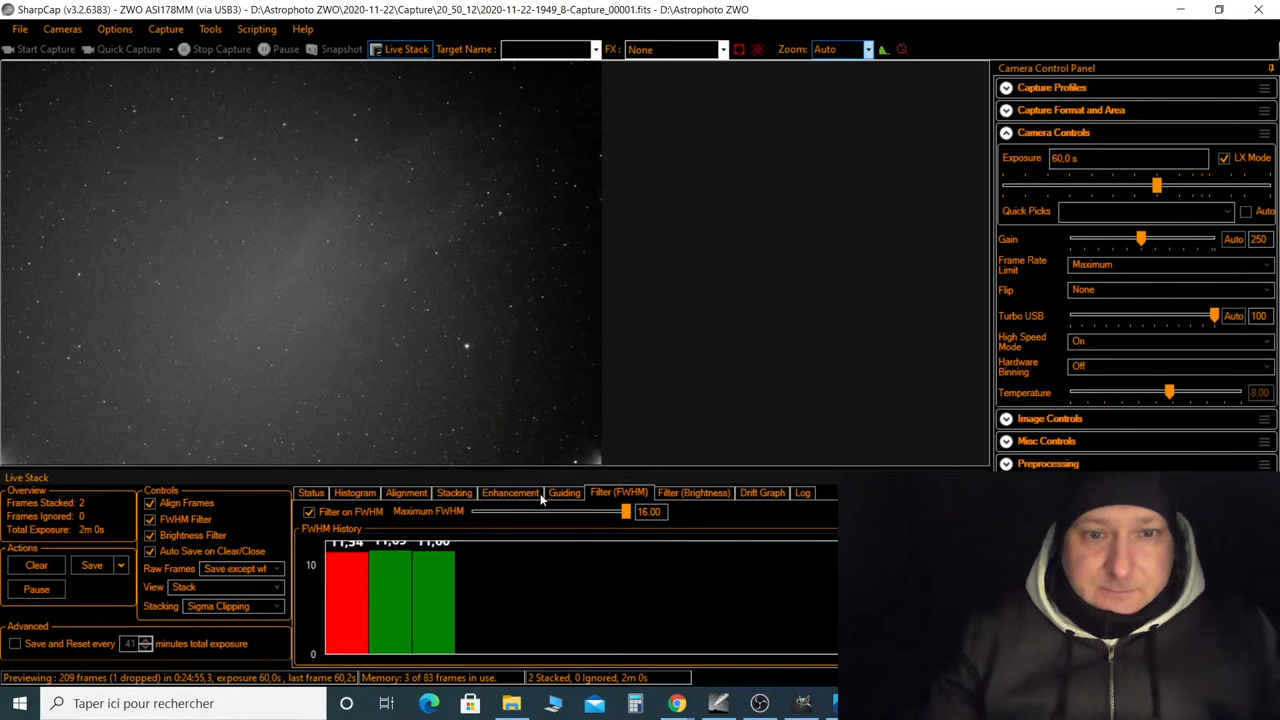 SharpCap (v3.2.6383) - ZWO ASI178MM (via USB3) - D:\Astrophoto ZWO\2020-11-22\Capture\20_50_12\2020-11-22-1949_8-Capture_00001.fits - D:\Astrophoto ZWO
File Cameras Options Capture Tools Scripting Help
Start Capture Quick Capture Stop Capture Pause Snapshot Live Stack Target Name : FX : None Zoom: Auto
Camera Control Panel
Capture Profiles
Capture Format and Area
Camera Controls
Exposure 60,0 s LX Mode
Quick Picks Auto
Gain Auto 250
Frame Rate Limit Maximum
Flip None
Turbo USB Auto 100
High Speed Mode On
Hardware Binning Off
Temperature 8,00
Image Controls
Misc Controls
Preprocessing
Live Stack
Overview
Frames Stacked: 2
Frames Ignored: 0
Total Exposure: 2m 0s
Actions
Clear Save
Pause
Controls
Align Frames
FWHM Filter
Brightness Filter
Auto Save on Clear/Close
Raw Frames Save except wh
View Stack
Stacking Sigma Clipping
Advanced
Save and Reset every 41 minutes total exposure
Status Histogram Alignment Stacking Enhancement Guiding Filter (FWHM) Filter (Brightness) Drift Graph Log
Filter on FWHM Maximum FWHM 16.00
FWHM History
10
0
Previewing : 209 frames (1 dropped) in 0:24:55,3, exposure 60,0s , last frame 60,2s Memory: 3 of 83 frames in use. 2 Stacked, 0 Ignored, 2m 0s
Taper ici pour rechercher